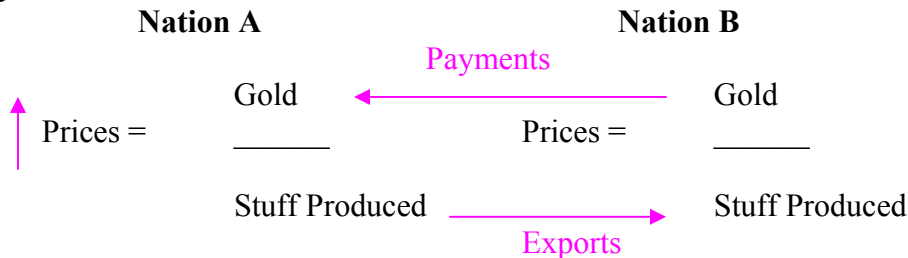 Nation A Nation B
Payments
Gold Gold
Prices = Prices =
Stuff Produced Stuff Produced
Exports